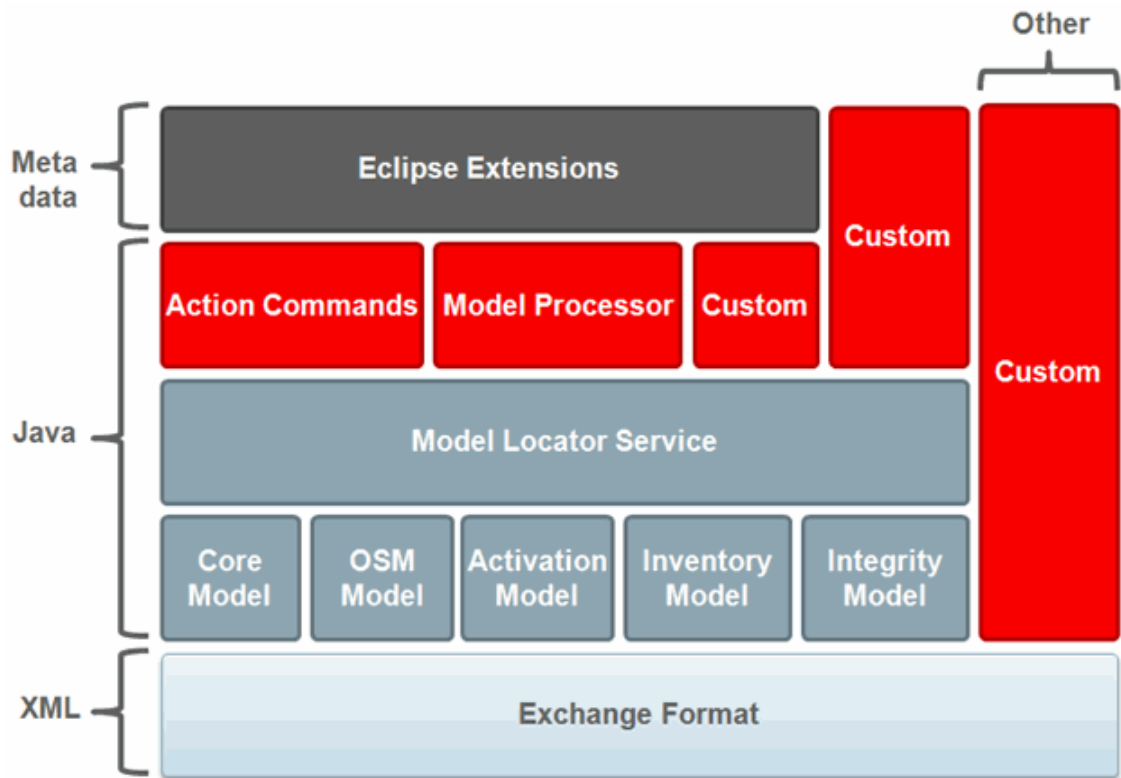 Other
Meta
data
Eclipse Extensions
Custom
Action Commands
Model Processor
Custom
Custom
Java
Model Locator Service
Core
Model
OSM
Model
Activation
Model
Inventory
Model
Integrity
Model
XML
Exchange Format